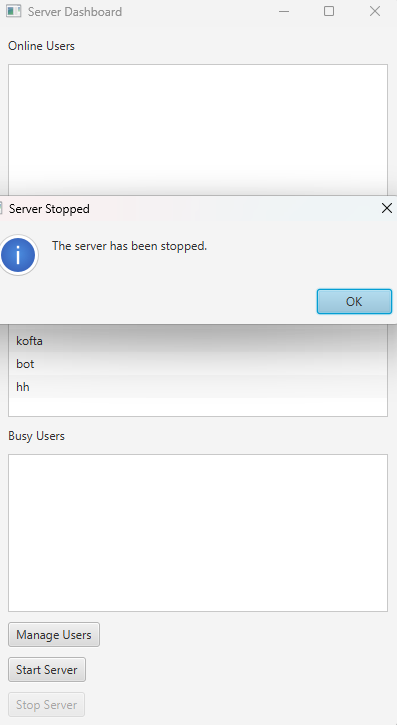 Server Dashboard
Online Users
Server Stopped
The server has been stopped.
OK
kofta
bot
hh
Busy Users
Manage Users
Start Server
Stop Server